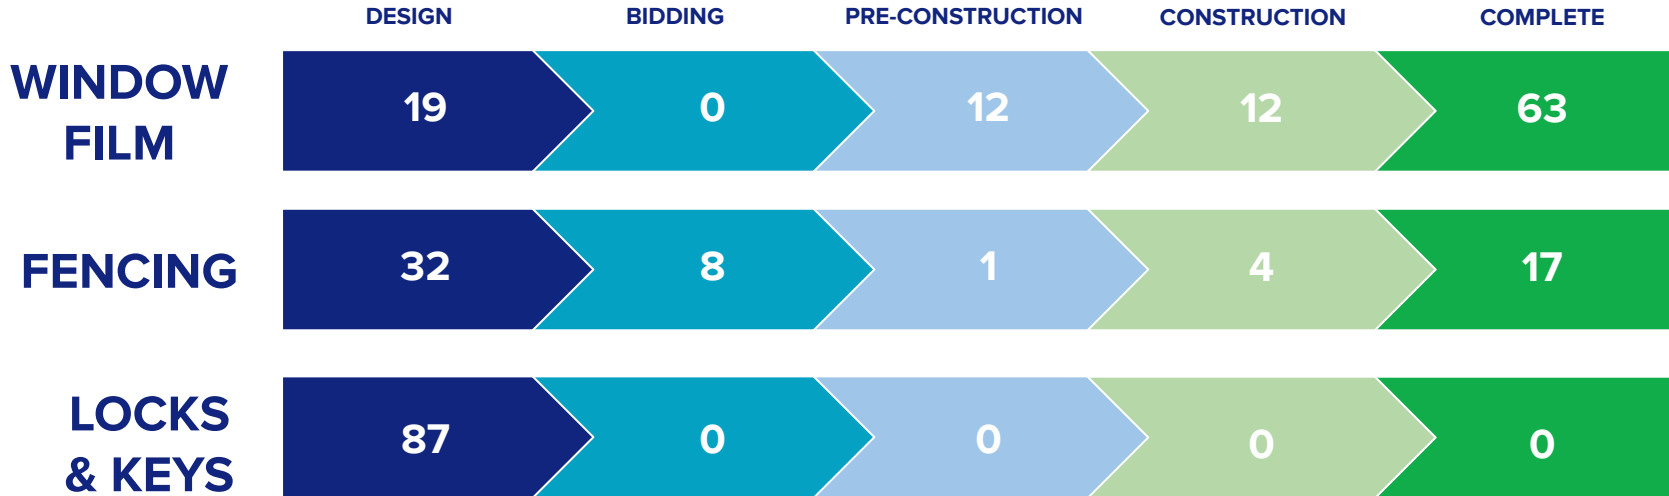 DESIGN BIDDING PRE-CONSTRUCTION CONSTRUCTION COMPLETE
WINDOW
FILM
19 0 12 12 63
FENCING
32 8 1 4 17
LOCKS
& KEYS
87 0 0 0 0